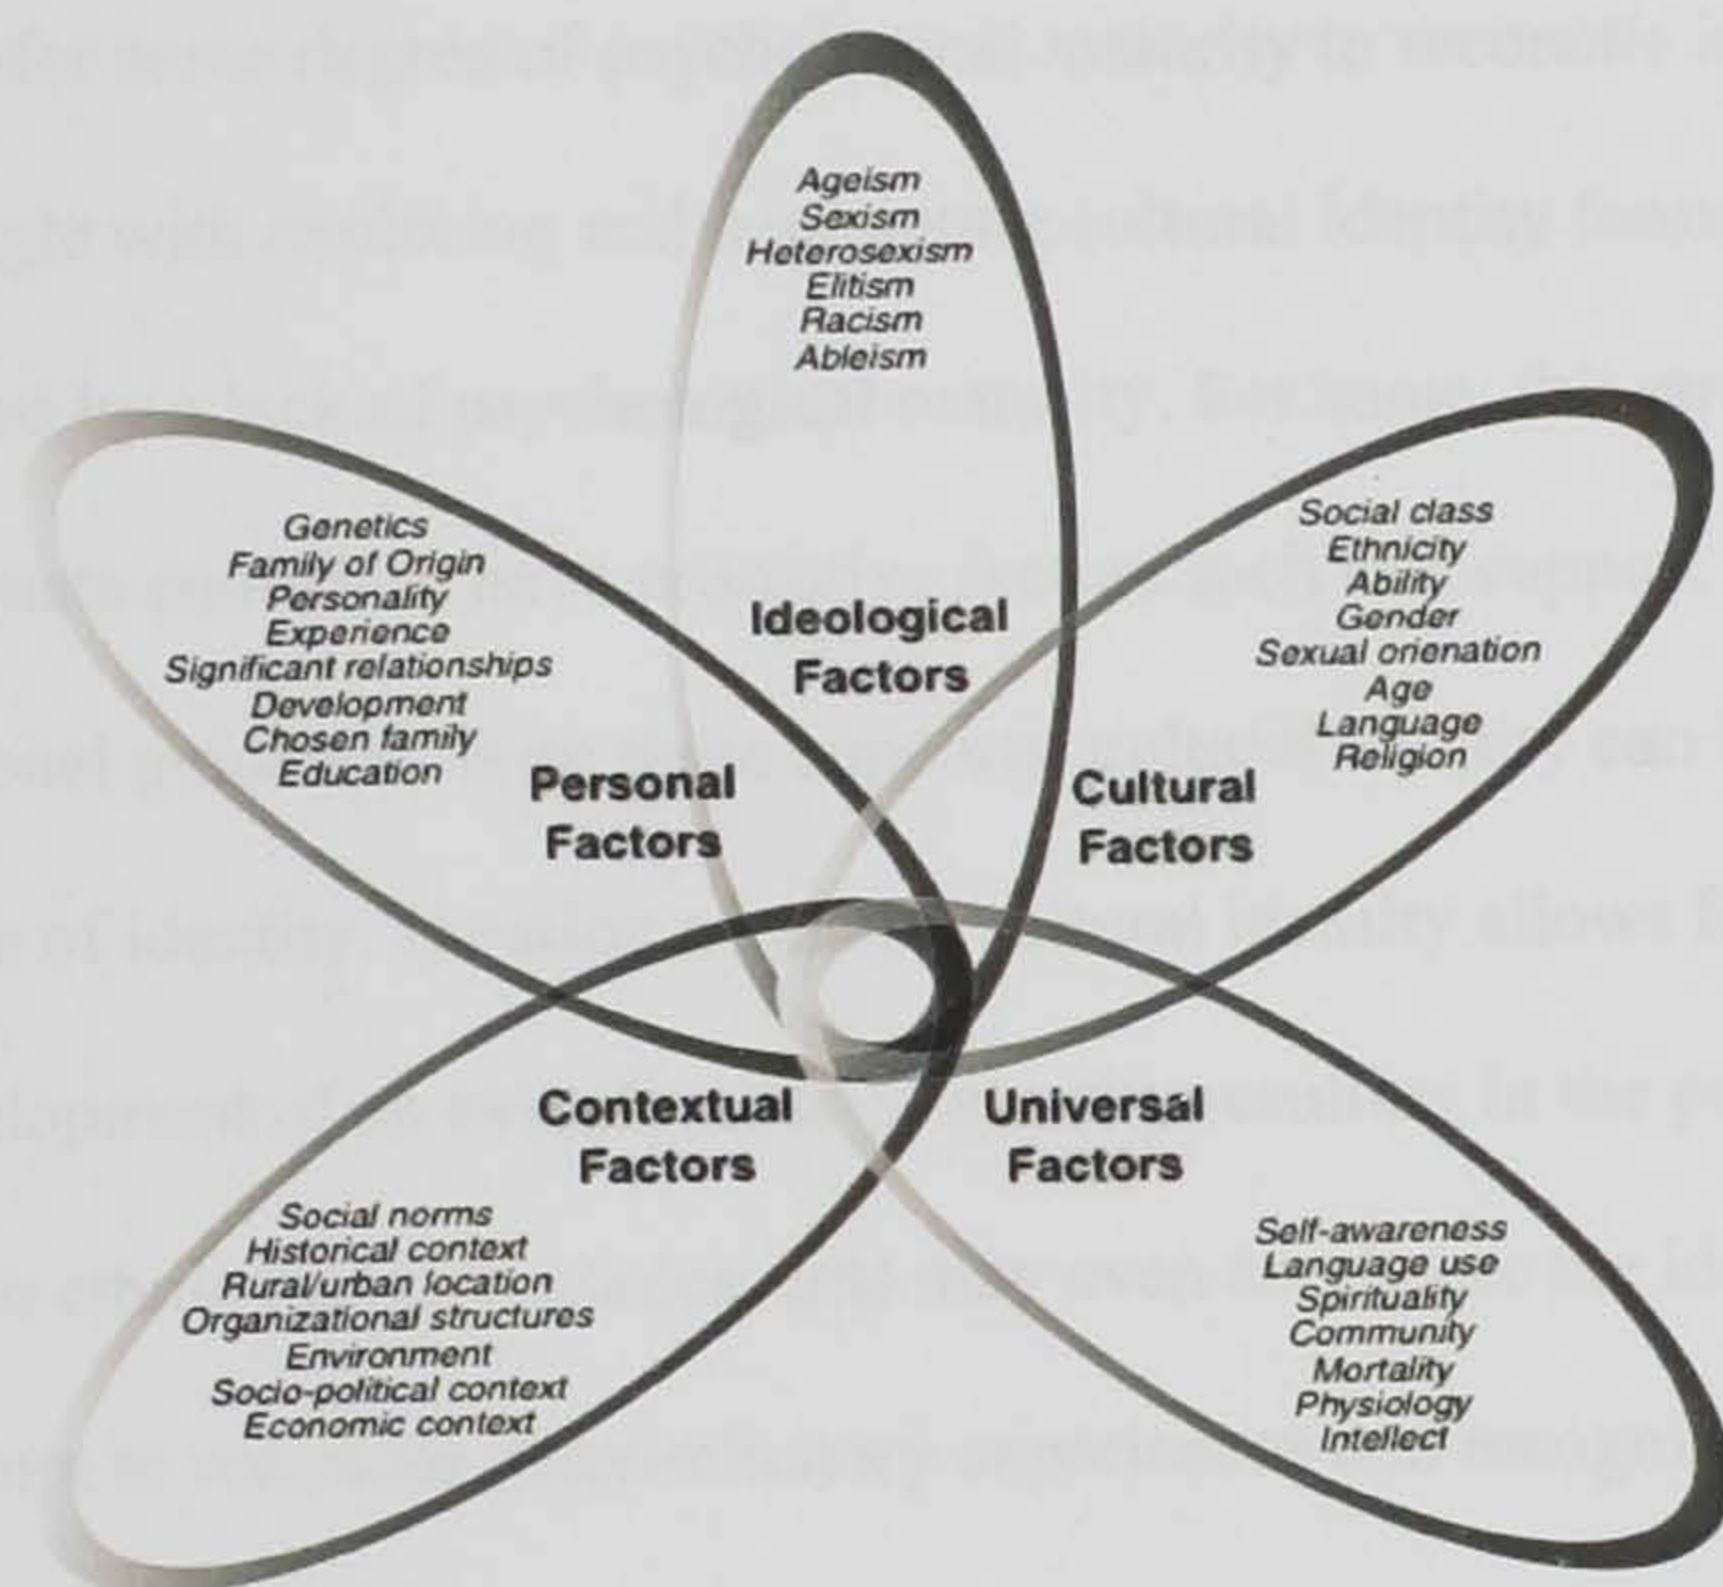 Ageism
Sexism
Heterosexism
Elitism
Racism
Ableism
Ideological
Factors
Genetics
Family of Origin
Personality
Experience
Significant relationships
Development
Chosen family
Education
Personal
Factors
Social class
Ethnicity
Ability
Gender
Sexual orienation
Age
Language
Religion
Cultural
Factors
Contextual
Factors
Social norms
Historical context
Rural/urban location
Organizational structures
Environment
Socio-political context
Economic context
Universal
Factors
Self-awareness
Language use
Spirituality
Community
Mortality
Physiology
Intellect